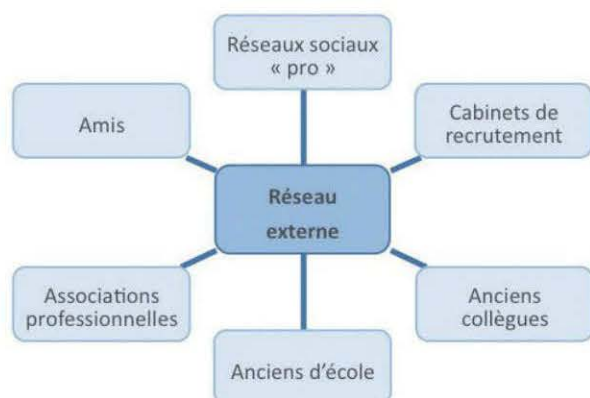 Réseaux sociaux
« pro »
Amis
Cabinets de
recrutement
Réseau
externe
Associations
professionnelles
Anciens
collègues
Anciens d'école